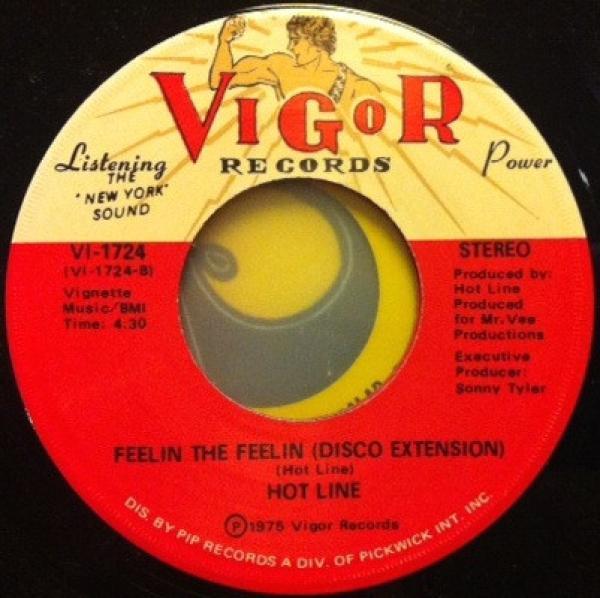 VIGOR
RECORDS
Listening
THE
"NEW YORK"
SOUND
Power
VI-1724
(VI-1724-B)
Vignette
Music/BMI
Time: 4:30
STEREO
Produced by:
Hot Line
Produced
for Mr. Vee
Productions
Executive
Producer:
Sonny Tyler
FEELIN THE FEELIN (DISCO EXTENSION)
(Hot Line)
HOT LINE
Ⓟ1975 Vigor Records
DIS. BY PIP RECORDS A DIV. OF PICKWICK INT. INC.